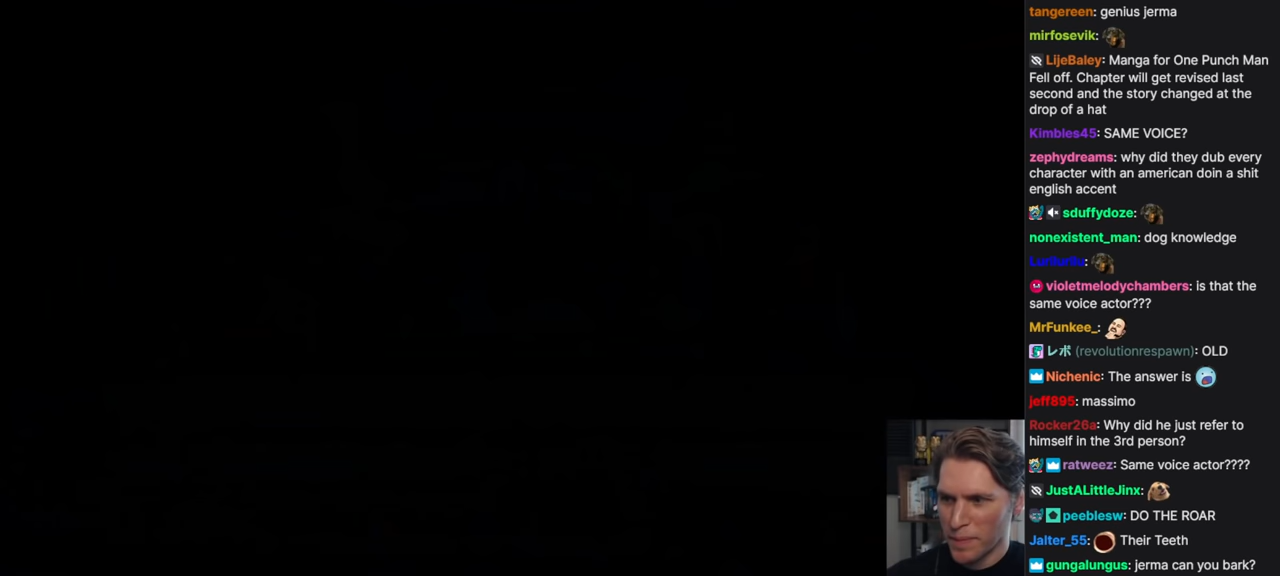 tangereen: genius jerma
mirfosevik:
LijeBaley: Manga for One Punch Man
Fell off. Chapter will get revised last
second and the story changed at the
drop of a hat
Kimbles45: SAME VOICE?
zephydreams: why did they dub every
character with an american doin a shit
english accent
sduffydoze:
nonexistent_man: dog knowledge
violetmelodychambers: is that the
same voice actor???
MrFunkee_:
レボ (revolutionrespawn): OLD
Nichenic: The answer is
jeff895: massimo
Rocker26a: Why did he just refer to
himself in the 3rd person?
ratweez: Same voice actor????
JustALittleJinx:
peeblesw: DO THE ROAR
Jalter_55: Their Teeth
gungalungus: jerma can you bark?